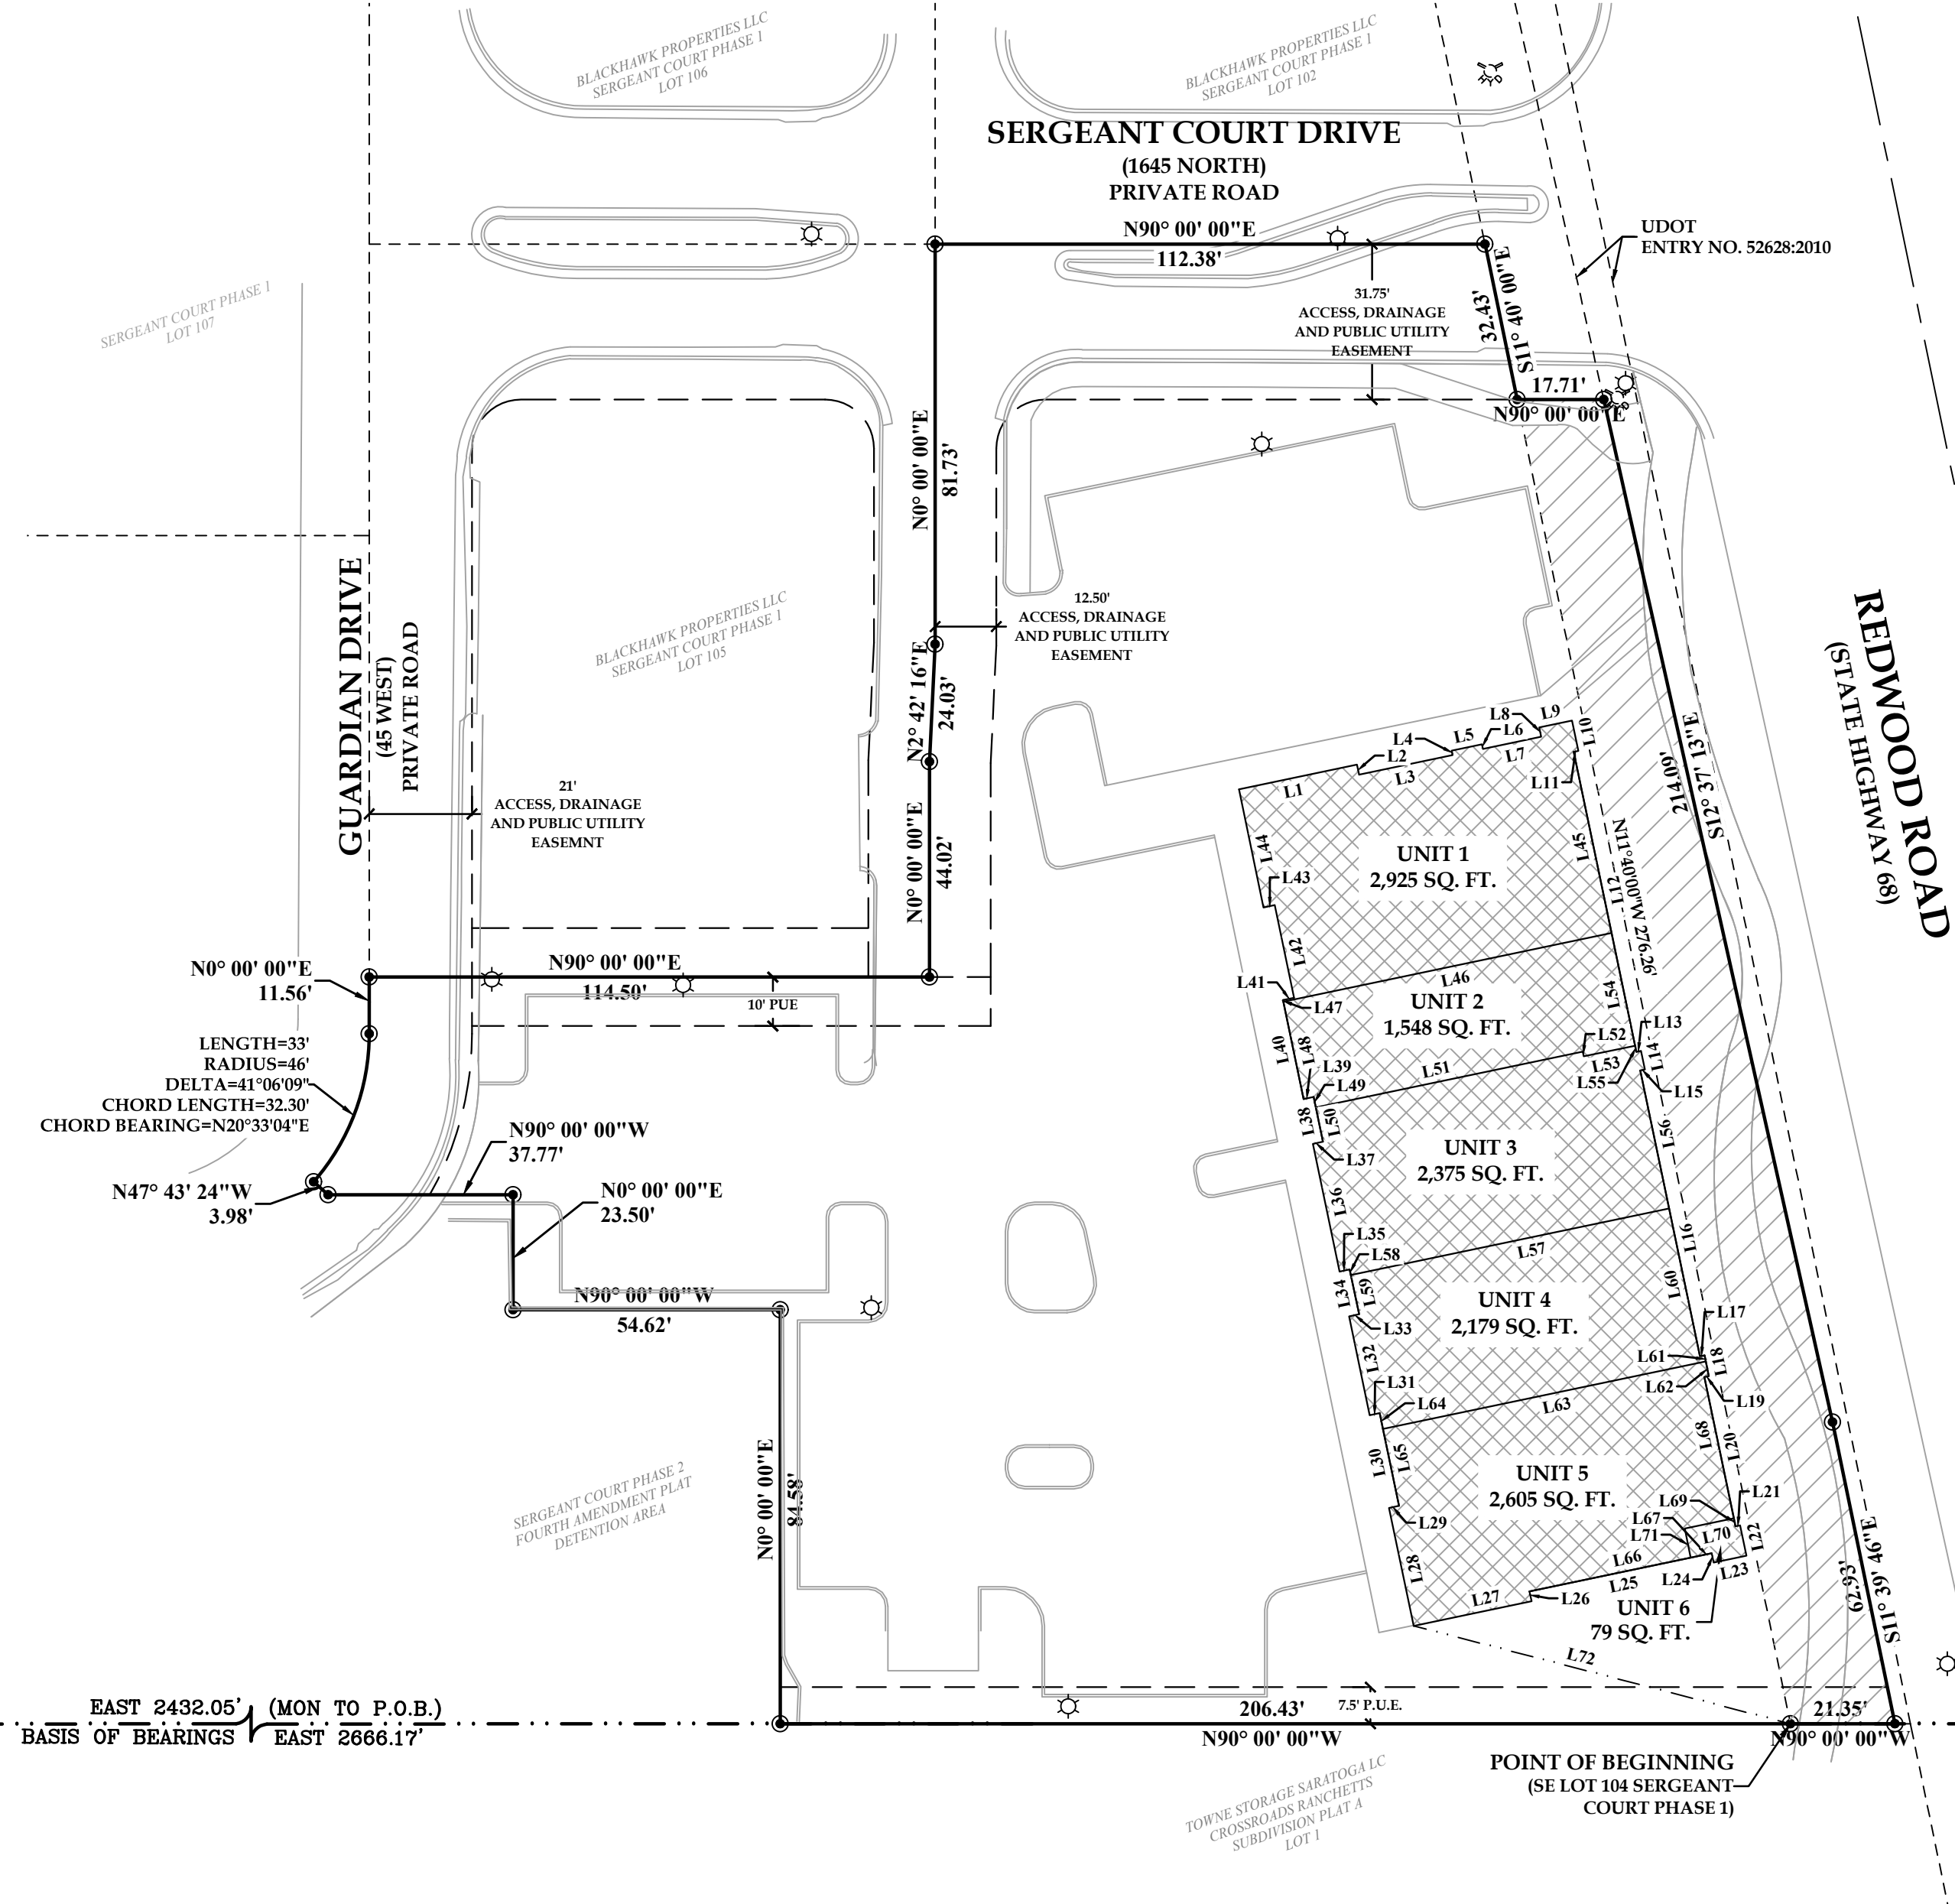 BLACKHAWK PROPERTIES LLC
SERGEANT COURT PHASE 1
LOT 106
BLACKHAWK PROPERTIES LLC
SERGEANT COURT PHASE 1
LOT 102
SERGEANT COURT DRIVE
(1645 NORTH)
PRIVATE ROAD
N90° 00' 00"E
112.38'
UDOT
ENTRY NO. 52628:2010
SERGEANT COURT PHASE 1
LOT 107
31.75'
ACCESS, DRAINAGE
AND PUBLIC UTILITY
EASEMENT
32.43'
S11° 40' 00"E
17.71'
N90° 00' 00"E
N0° 00' 00"E
81.73'
GUARDIAN DRIVE
(45 WEST)
PRIVATE ROAD
BLACKHAWK PROPERTIES LLC
SERGEANT COURT PHASE 1
LOT 105
12.50'
ACCESS, DRAINAGE
AND PUBLIC UTILITY
EASEMENT
REDWOOD ROAD
(STATE HIGHWAY 68)
N2° 42' 16"E
24.03'
21'
ACCESS, DRAINAGE
AND PUBLIC UTILITY
EASEMNT
N0° 00' 00"E
44.02'
214.09'
S12° 37' 13"E
L1
L2
L3
L4
L5
L6
L7
L8
L9
L10
L11
L44
L43
L42
L45
L12
N11°40'00"W 276.26'
UNIT 1
2,925 SQ. FT.
L41
L46
L47
UNIT 2
1,548 SQ. FT.
L54
L40
L48
L39
L49
L51
L52
L53
L55
L13
L14
L15
N0° 00' 00"E
11.56'
N90° 00' 00"E
114.50'
10' PUE
LENGTH=33'
RADIUS=46'
DELTA=41°06'09"
CHORD LENGTH=32.30'
CHORD BEARING=N20°33'04"E
N90° 00' 00"W
37.77'
N47° 43' 24"W
3.98'
N0° 00' 00"E
23.50'
N90° 00' 00"W
54.62'
L38
L50
L37
L36
UNIT 3
2,375 SQ. FT.
L56
L16
L35
L58
L57
L34
L59
L33
L32
L31
UNIT 4
2,179 SQ. FT.
L60
L17
L61
L18
L62
L19
L64
L63
L30
L65
L29
L28
UNIT 5
2,605 SQ. FT.
L68
L20
L69
L21
L67
L71
L70
L22
L66
L24
L23
L25
L26
L27
UNIT 6
79 SQ. FT.
L72
N0° 00' 00"E
84.58'
SERGEANT COURT PHASE 2
FOURTH AMENDMENT PLAT
DETENTION AREA
62.93'
S11° 39' 46"E
EAST 2432.05' (MON TO P.O.B.)
BASIS OF BEARINGS EAST 2666.17'
206.43'
N90° 00' 00"W
7.5' P.U.E.
21.35'
N90° 00' 00"W
POINT OF BEGINNING
(SE LOT 104 SERGEANT
COURT PHASE 1)
TOWNE STORAGE SARATOGA LC
CROSSROADS RANCHETTS
SUBDIVISION PLAT A
LOT 1